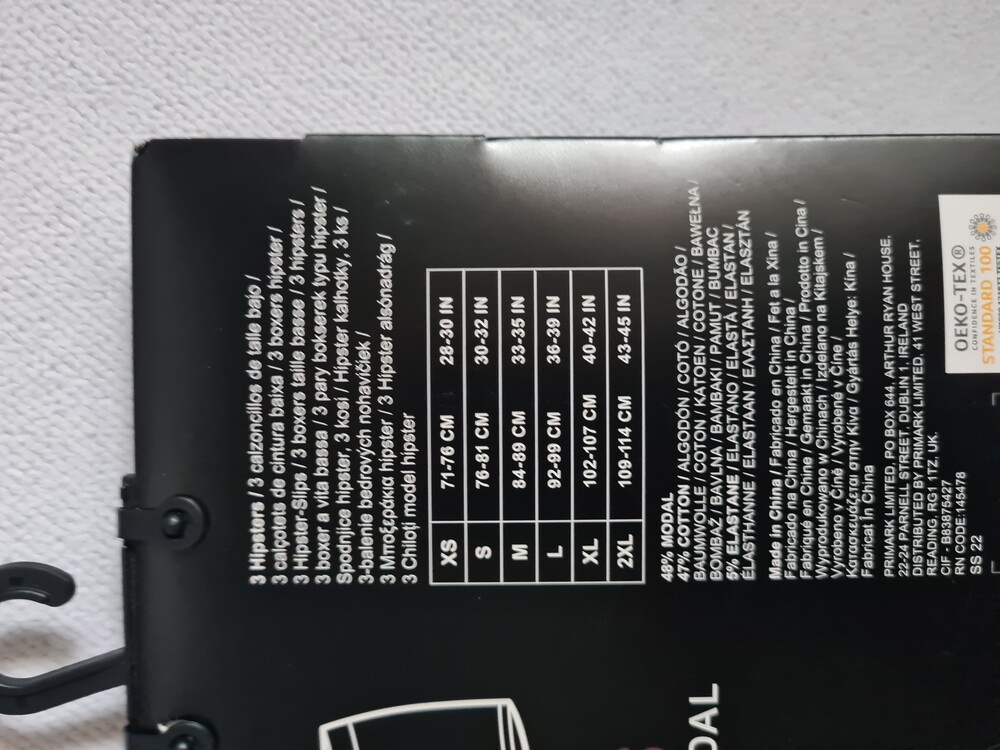 3 Hipsters / 3 calzoncillos de talle bajo /
3 calçotets de cintura baixa / 3 boxers hipster /
3 Hipster-Slips / 3 boxers taille basse / 3 hipsters /
3 boxer a vita bassa / 3 pary bokserek typu hipster /
Spodnjice hipster, 3 kosi / Hipster kalhotky, 3 ks /
3-balenie bedrových nohavičiek /
3 Μποξεράκια hipster / 3 Hipster alsónadrág /
3 Chiloți model hipster
XS 71-76 CM 28-30 IN
S 76-81 CM 30-32 IN
M 84-89 CM 33-35 IN
L 92-99 CM 36-39 IN
XL 102-107 CM 40-42 IN
2XL 109-114 CM 43-45 IN
48% MODAL
47% COTTON / ALGODÓN / COTÓ / ALGODÃO /
BAUMWOLLE / COTON / KATOEN / COTONE / BAWEŁNA /
BOMBAŽ / BAVLNA / ΒΑΜΒΑΚΙ / PAMUT / BUMBAC
5% ELASTANE / ELASTANO / ELASTÀ / ELASTAN /
ÉLASTHANNE / ELASTAAN / ΕΛΑΣΤΑΝΗ / ELASZTÁN
Made in China / Fabricado en China / Fet a la Xina /
Fabricado na China / Hergestellt in China /
Fabriqué en Chine / Gemaakt in China / Prodotto in Cina /
Wyprodukowano w Chinach / Izdelano na Kitajskem /
Vyrobeno v Číně / Vyrobené v Číne /
Κατασκευάζεται στην Κίνα / Gyártás Helye: Kína /
Fabricat în China
PRIMARK LIMITED, PO BOX 644, ARTHUR RYAN HOUSE,
22-24 PARNELL STREET, DUBLIN 1, IRELAND
DISTRIBUTED BY PRIMARK LIMITED, 41 WEST STREET,
READING, RG1 1TZ, UK.
CIF - B83875427
RN CODE:145478
SS 22
OEKO-TEX®
CONFIDENCE IN TEXTILES
STANDARD 100
DAL